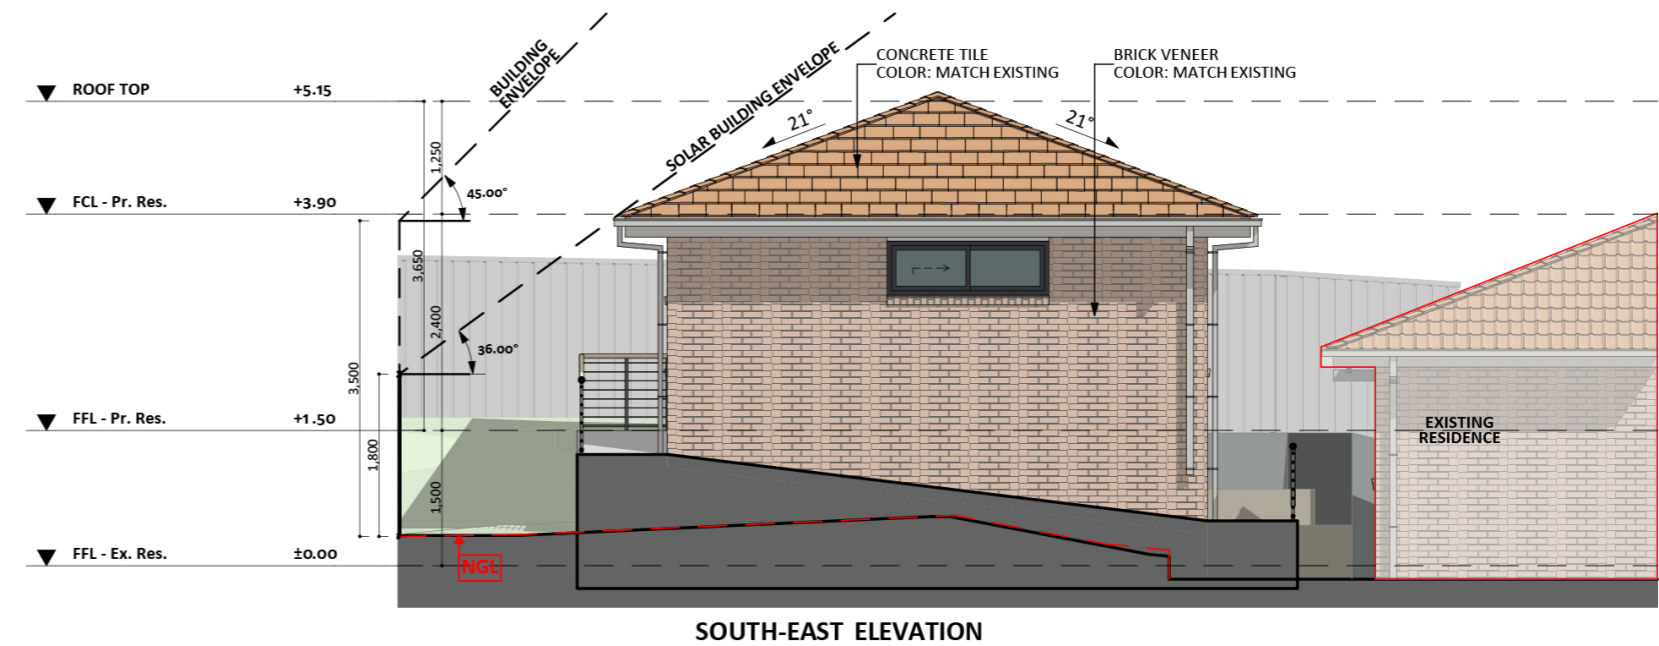 BUILDING
ENVELOPE
SOLAR BUILDING ENVELOPE
CONCRETE TILE
COLOR: MATCH EXISTING
BRICK VENEER
COLOR: MATCH EXISTING
ROOF TOP +5.15
21°
21°
1,250
45.00°
FCL - Pr. Res. +3.90
3,650
2,400
36.00°
3,500
FFL - Pr. Res. +1.50
EXISTING
RESIDENCE
1,800
1,500
FFL - Ex. Res. ±0.00
NGL
SOUTH-EAST ELEVATION